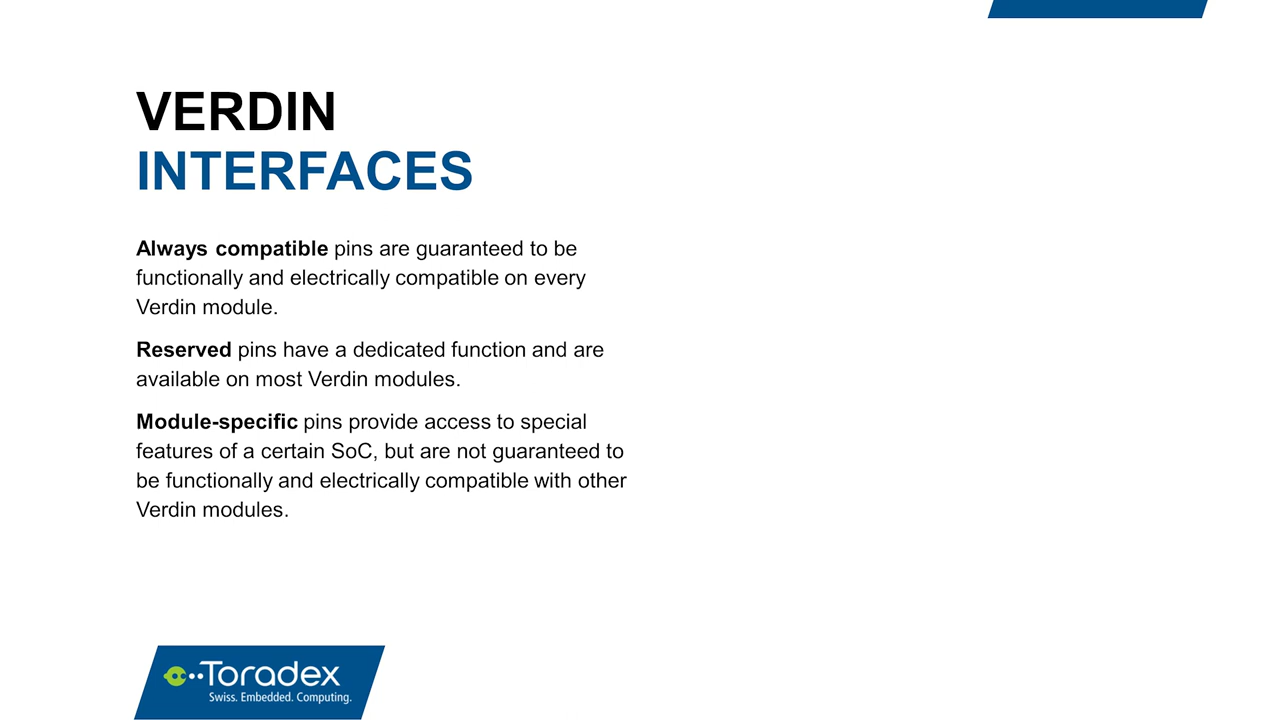 VERDIN
INTERFACES
Always compatible pins are guaranteed to be
functionally and electrically compatible on every
Verdin module.
Reserved pins have a dedicated function and are
available on most Verdin modules.
Module-specific pins provide access to special
features of a certain SoC, but are not guaranteed to
be functionally and electrically compatible with other
Verdin modules.
Toradex
Swiss. Embedded. Computing.